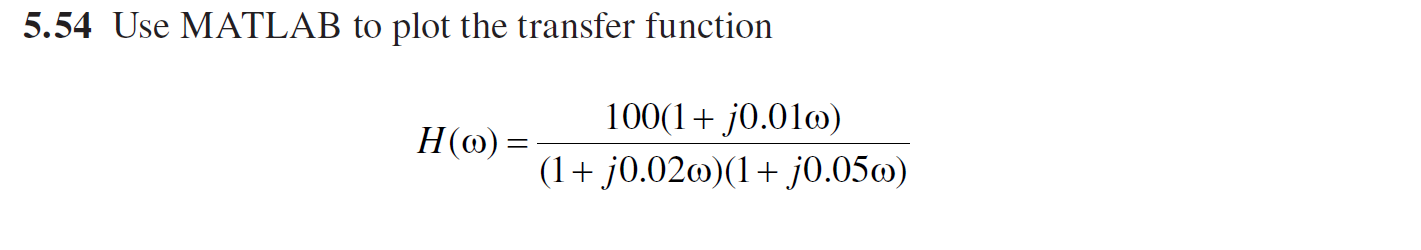 5.54 Use MATLAB to plot the transfer function
100(1 + j0.01ω)
H(ω) =
(1 + j0.02ω)(1 + j0.05ω)